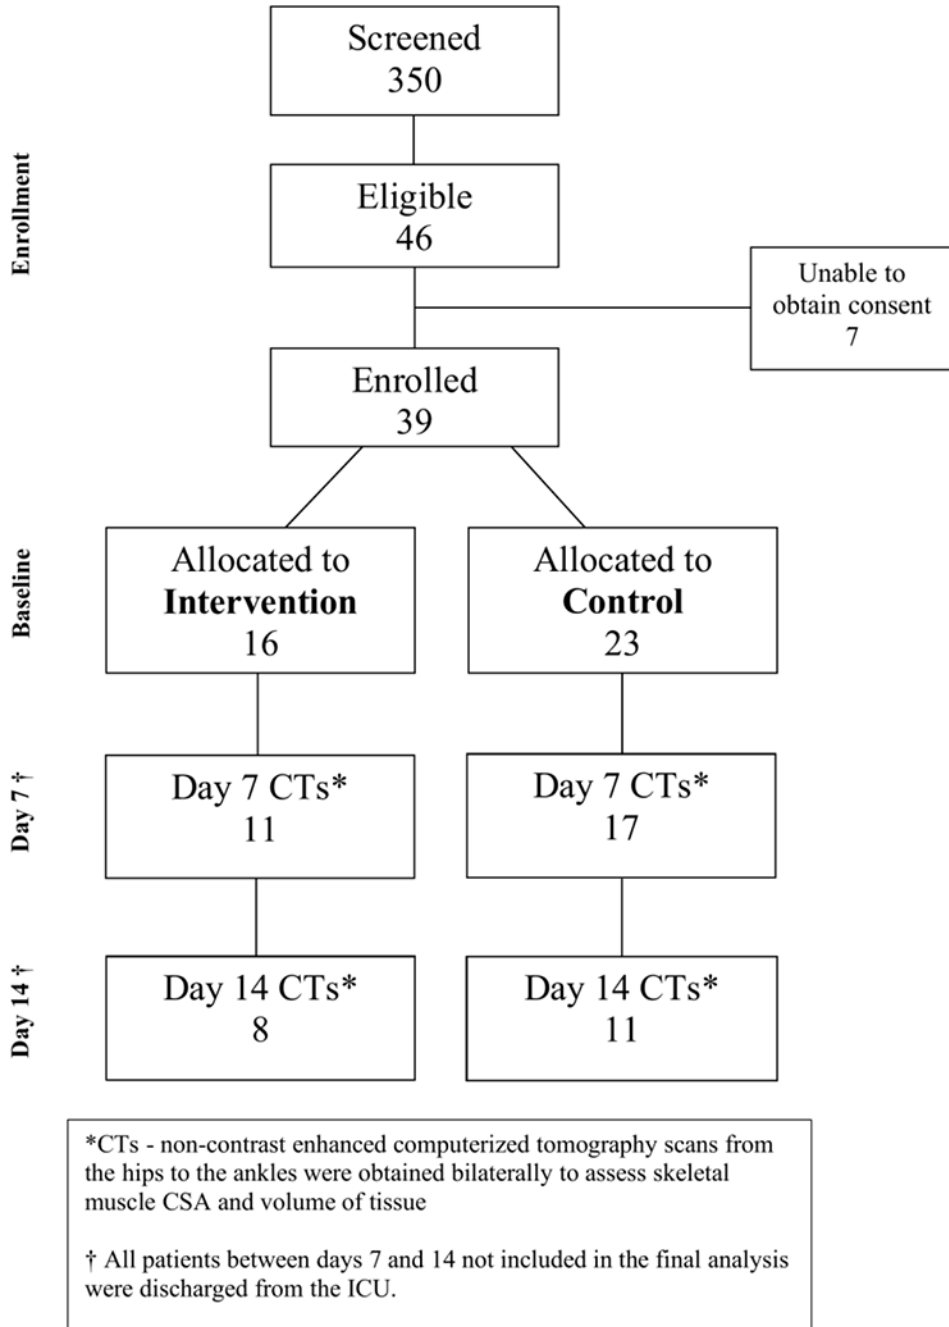 Enrollment
Screened
350
Eligible
46
Unable to
obtain consent
7
Enrolled
39
Baseline
Allocated to
Intervention
16
Allocated to
Control
23
Day 7 †
Day 7 CTs*
11
Day 7 CTs*
17
Day 14 †
Day 14 CTs*
8
Day 14 CTs*
11
*CTs - non-contrast enhanced computerized tomography scans from
the hips to the ankles were obtained bilaterally to assess skeletal
muscle CSA and volume of tissue
† All patients between days 7 and 14 not included in the final analysis
were discharged from the ICU.